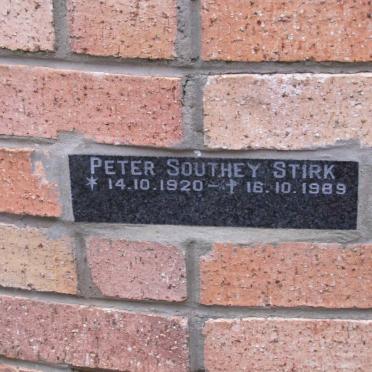 PETER SOUTHEY STIRK
* 14.10.1920 - † 16.10.1989